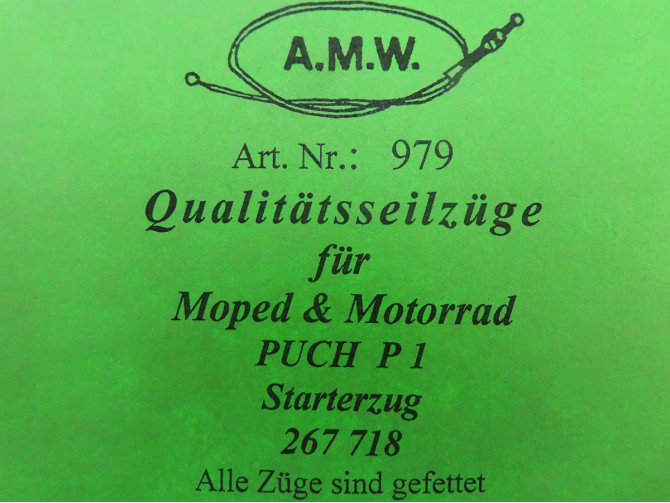 A.M.W.
Art. Nr.: 979
Qualitätsseilzüge
für
Moped & Motorrad
PUCH P 1
Starterzug
267 718
Alle Züge sind gefettet